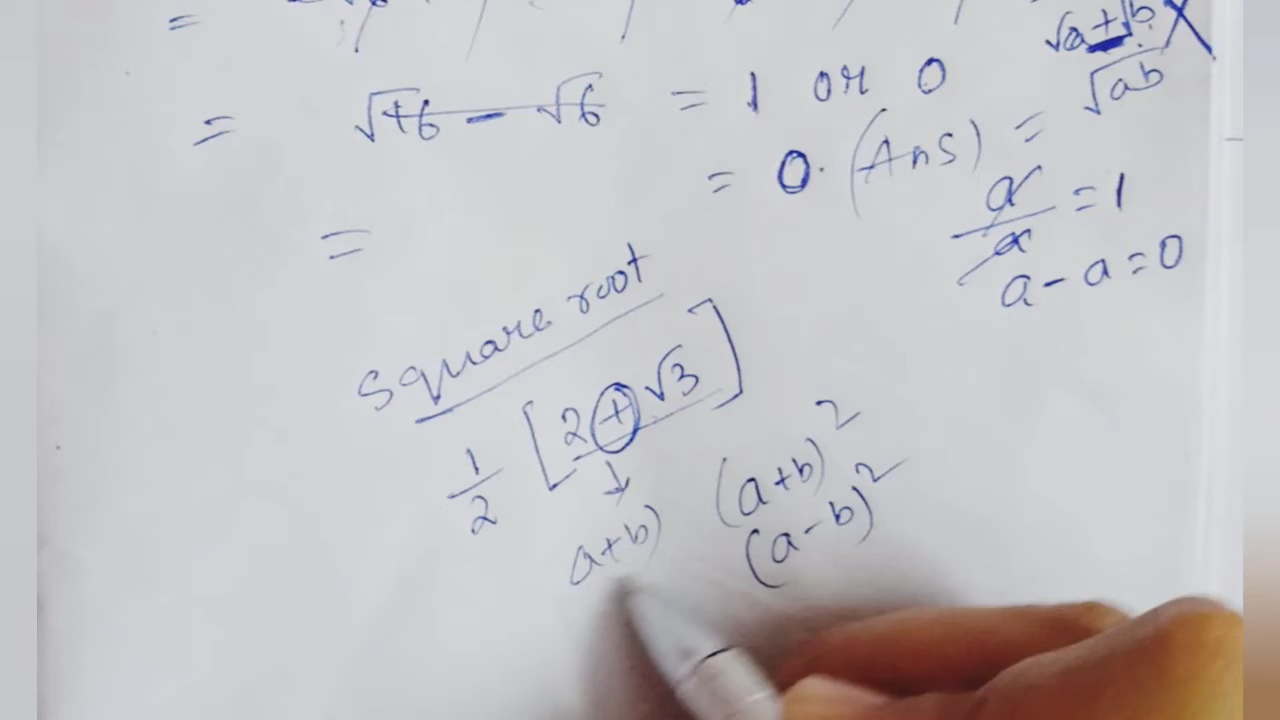 =
√a+√b
√ab
= √+6 - √6 = 1 or 0
= 0. (Ans) =
a/a = 1
a - a = 0
=
Square root
1/2 [2 + √3]
↓
a+b)
(a+b)²
(a-b)²